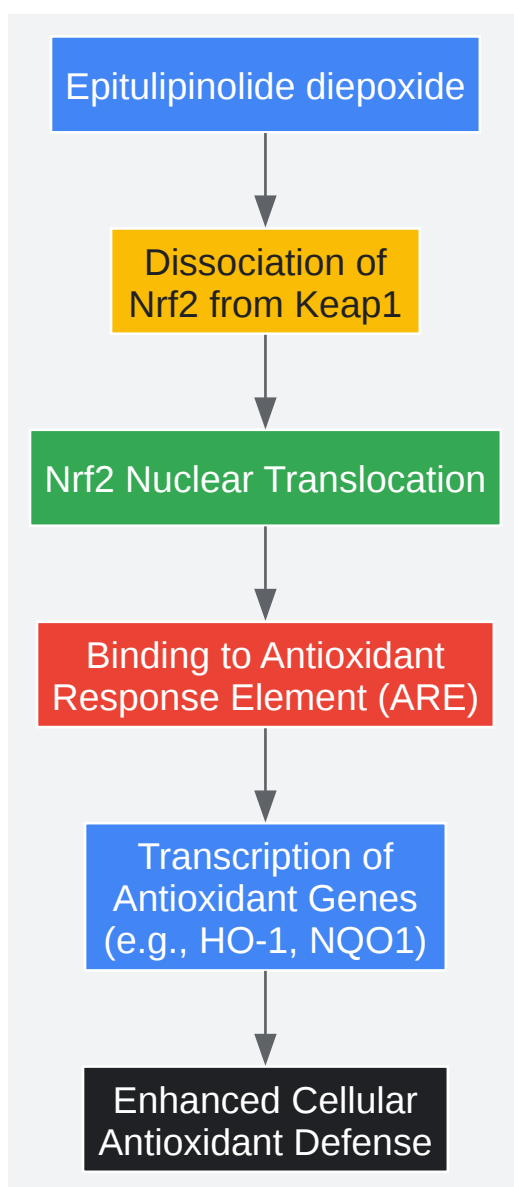 Epitulipinolide diepoxide
Dissociation of
Nrf2 from Keap1
Nrf2 Nuclear Translocation
Binding to Antioxidant
Response Element (ARE)
Transcription of
Antioxidant Genes
(e.g., HO-1, NQO1)
Enhanced Cellular
Antioxidant Defense